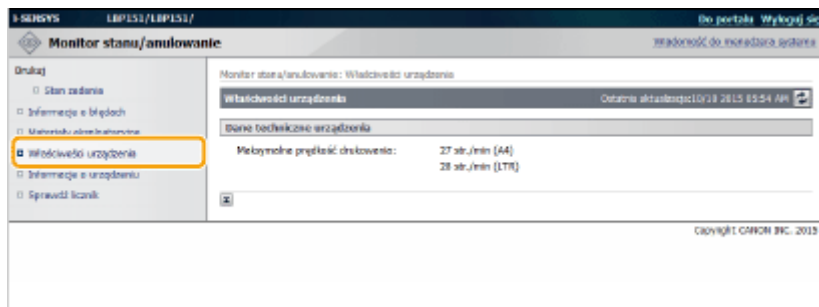 i-SENSYS LBP151/LBP151/ Do portalu Wyloguj się
Monitor stanu/anulowanie Wiadomość do menedżera systemu
Drukuj
Stan zadania
Informacje o błędach
Materiały eksploatacyjne
Właściwości urządzenia
Informacje o urządzeniu
Sprawdź licznik
Monitor stanu/anulowanie: Właściwości urządzenia
Właściwości urządzenia Ostatnia aktualizacja:10/10 2015 05:54 AM
Dane techniczne urządzenia
Maksymalna prędkość drukowania: 27 str./min (A4)
28 str./min (LTR)
Copyright CANON INC. 2015